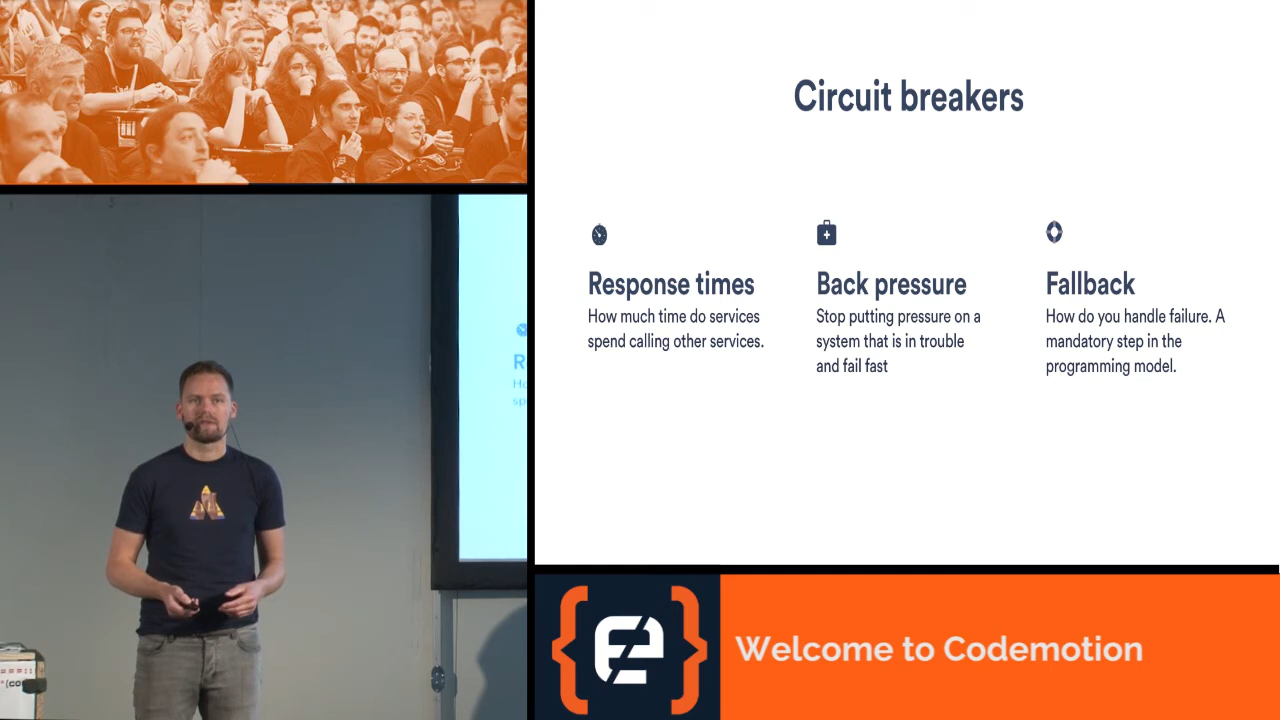 Circuit breakers
Response times
How much time do services
spend calling other services.
Back pressure
Stop putting pressure on a
system that is in trouble
and fail fast
Fallback
How do you handle failure. A
mandatory step in the
programming model.
R
Ho
sp
Welcome to Codemotion